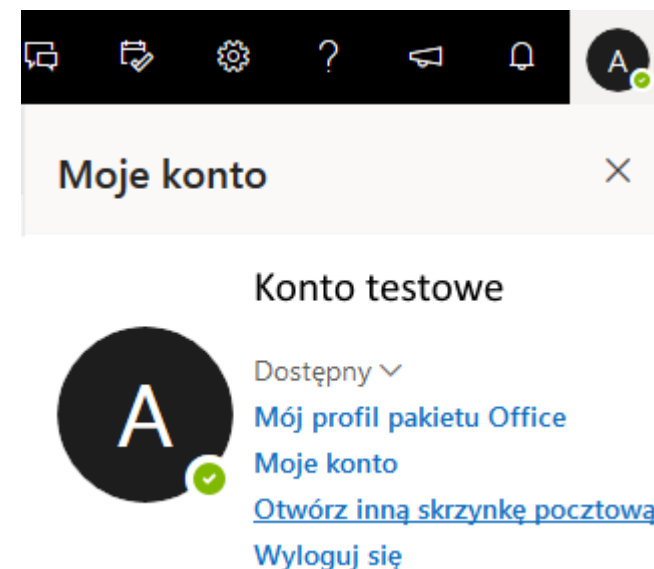 A
Moje konto
Konto testowe
A
Dostępny
Mój profil pakietu Office
Moje konto
Otwórz inną skrzynkę pocztową
Wyloguj się